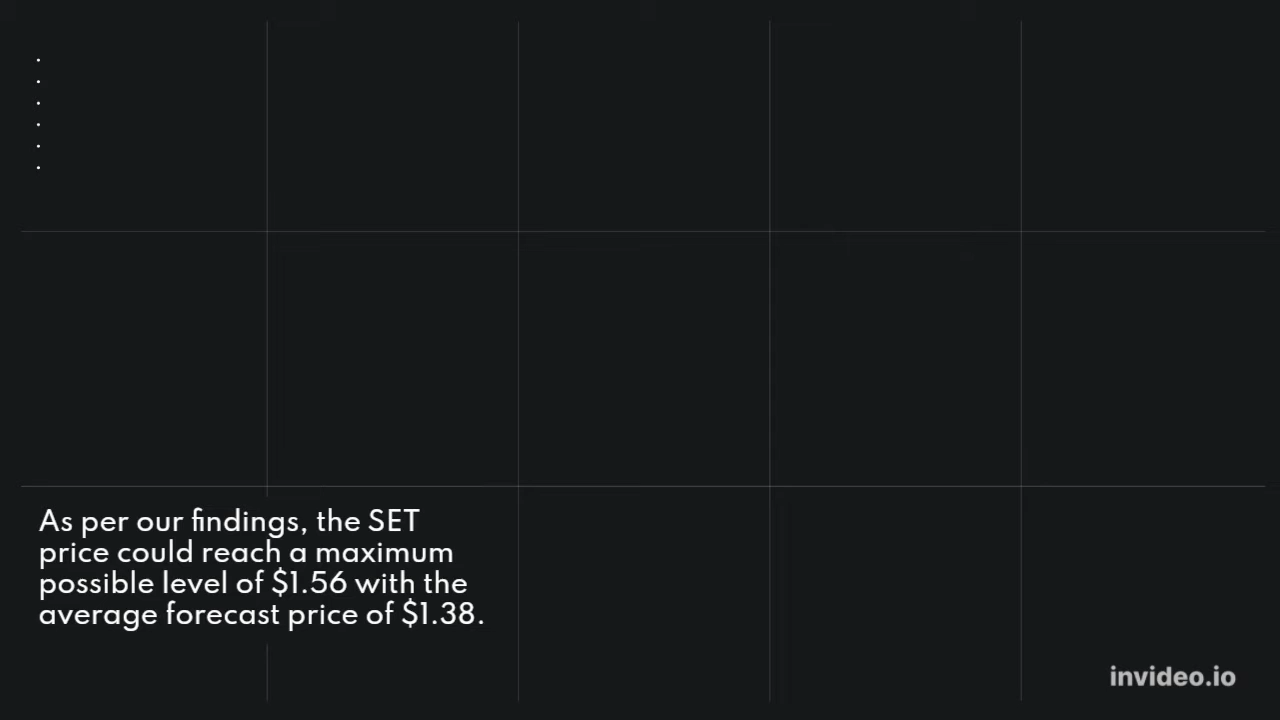 As per our findings, the SET
price could reach a maximum
possible level of $1.56 with the
average forecast price of $1.38.
invideo.io